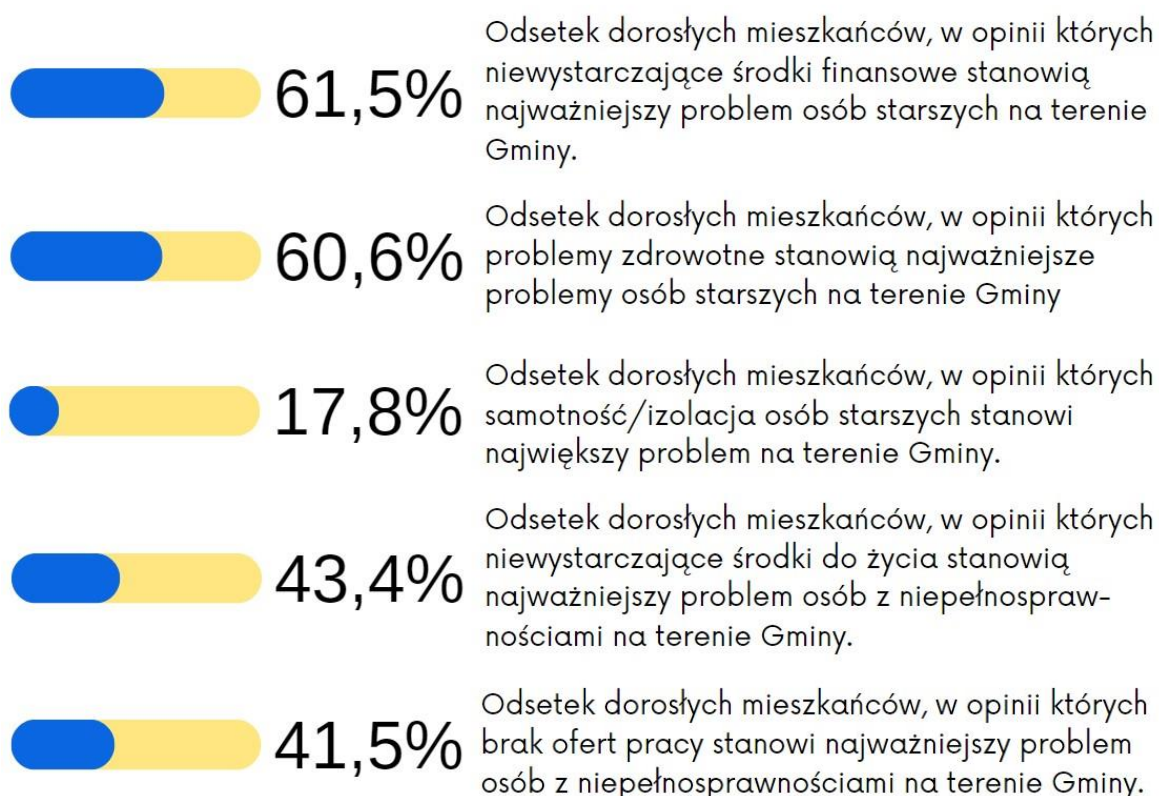 61,5%
Odsetek dorosłych mieszkańców, w opinii których
niewystarczające środki finansowe stanowią
najważniejszy problem osób starszych na terenie
Gminy.
60,6%
Odsetek dorosłych mieszkańców, w opinii których
problemy zdrowotne stanowią najważniejsze
problemy osób starszych na terenie Gminy
17,8%
Odsetek dorosłych mieszkańców, w opinii których
samotność/izolacja osób starszych stanowi
największy problem na terenie Gminy.
43,4%
Odsetek dorosłych mieszkańców, w opinii których
niewystarczające środki do życia stanowią
najważniejszy problem osób z niepełnospraw-
nościami na terenie Gminy.
41,5%
Odsetek dorosłych mieszkańców, w opinii których
brak ofert pracy stanowi najważniejszy problem
osób z niepełnosprawnościami na terenie Gminy.